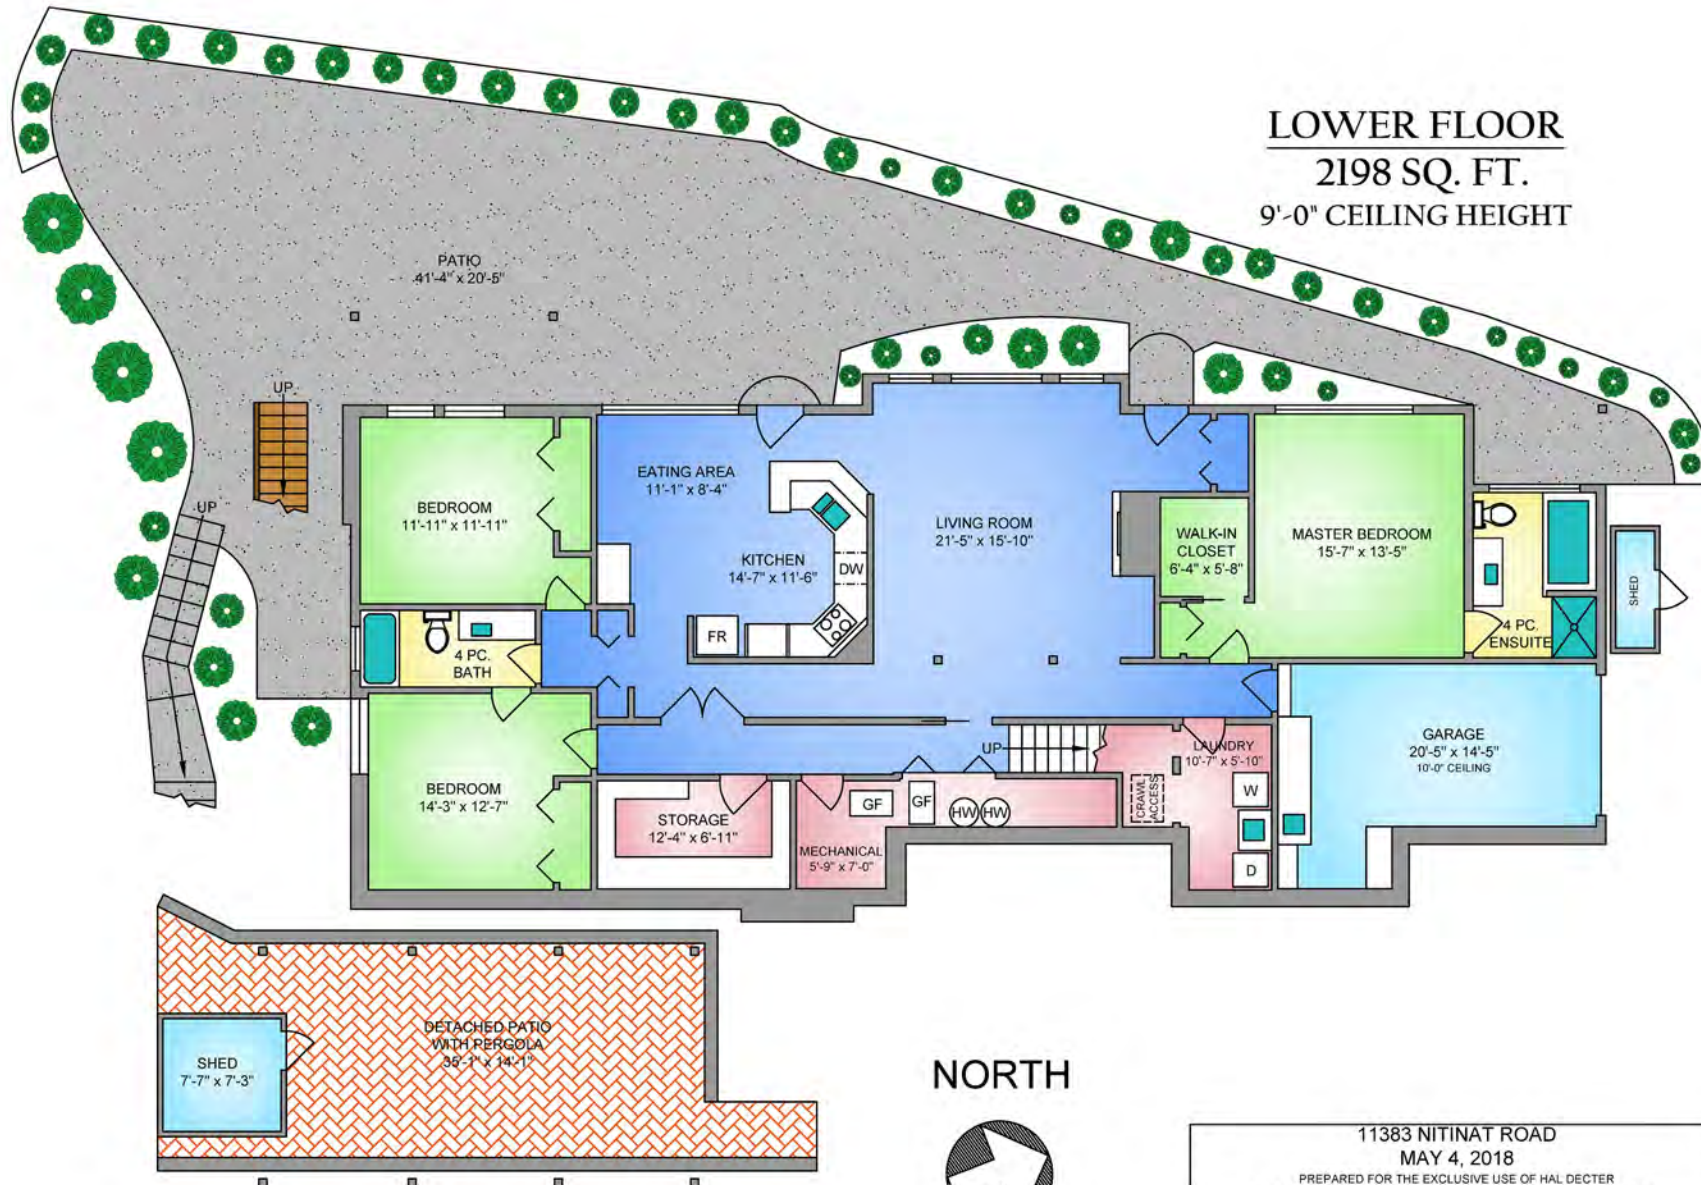 LOWER FLOOR
2198 SQ. FT.
9'-0" CEILING HEIGHT
PATIO
41'-4" x 20'-5"
UP
UP
BEDROOM
11'-11" x 11'-11"
EATING AREA
11'-1" x 8'-4"
KITCHEN
14'-7" x 11'-6"
DW
FR
LIVING ROOM
21'-5" x 15'-10"
WALK-IN
CLOSET
6'-4" x 5'-8"
MASTER BEDROOM
15'-7" x 13'-5"
4 PC.
ENSUITE
SHED
4 PC.
BATH
BEDROOM
14'-3" x 12'-7"
STORAGE
12'-4" x 6'-11"
MECHANICAL
5'-9" x 7'-0"
GF
GF
HW
HW
UP
CRAWL
ACCESS
LAUNDRY
10'-7" x 5'-10"
W
D
GARAGE
20'-5" x 14'-5"
10'-0" CEILING
DETACHED PATIO
WITH PERGOLA
35'-1" x 14'-1"
SHED
7'-7" x 7'-3"
NORTH
11383 NITINAT ROAD
MAY 4, 2018
PREPARED FOR THE EXCLUSIVE USE OF HAL DECTER